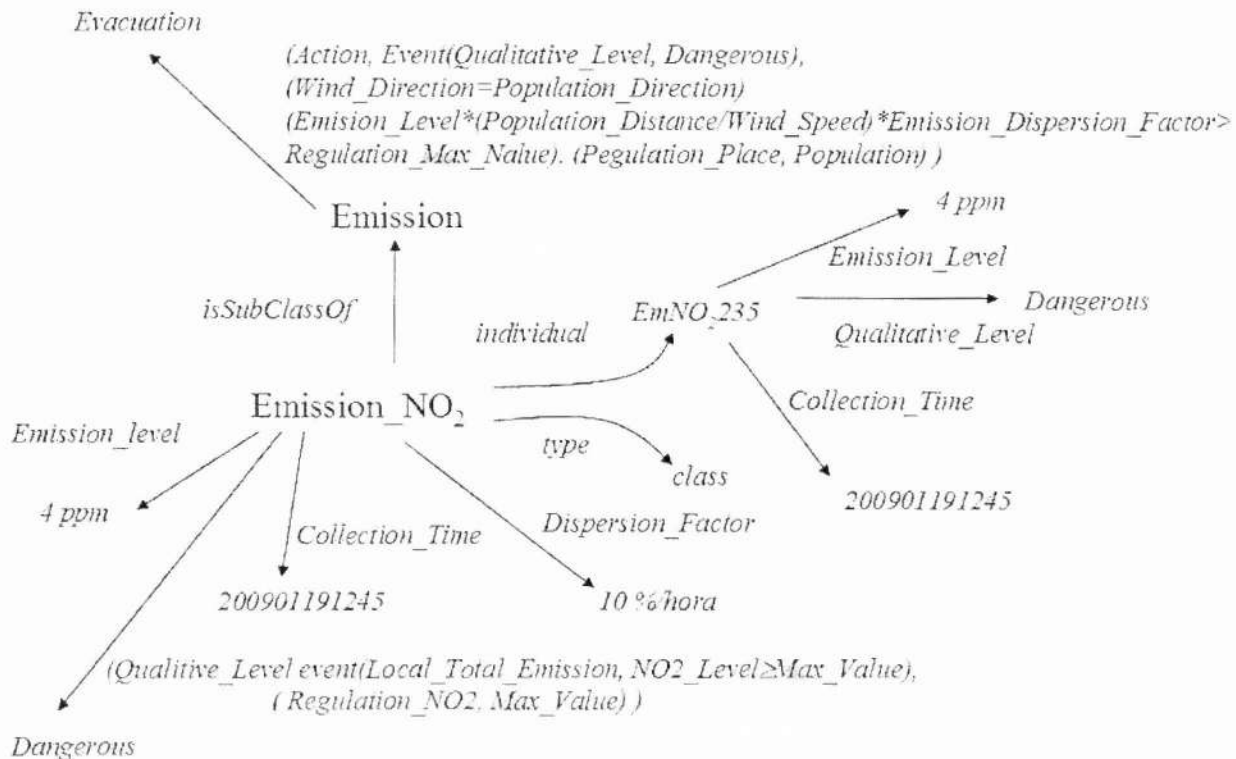 Evacuation
(Action, Event(Qualitative_Level, Dangerous),
(Wind_Direction=Population_Direction)
(Emision_Level*(Population_Distance/Wind_Speed)*Emission_Dispersion_Factor>
Regulation_Max_Nalue). (Pegulation_Place, Population) )
Emission
4 ppm
Emission_Level
isSubClassOf
individual
EmNO₂235
Dangerous
Qualitative_Level
Emission_NO₂
Collection_Time
Emission_level
type
class
4 ppm
Collection_Time
Dispersion_Factor
200901191245
200901191245
10 %/hora
(Qualitive_Level event(Local_Total_Emission, NO2_Level≥Max_Value),
( Regulation_NO2, Max_Value) )
Dangerous